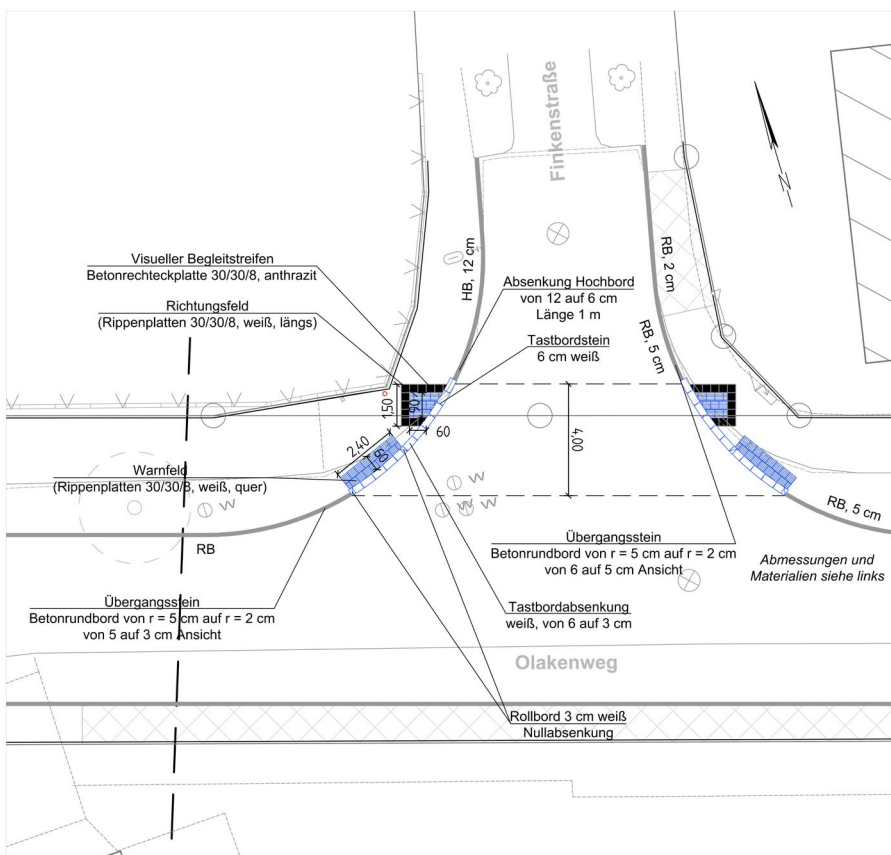 Finkenstraße
N
HB, 12 cm
RB, 2 cm
RB, 5 cm
Visueller Begleitstreifen
Betonrechteckplatte 30/30/8, anthrazit
Richtungsfeld
(Rippenplatten 30/30/8, weiß, längs)
Absenkung Hochbord
von 12 auf 6 cm
Länge 1 m
Tastbordstein
6 cm weiß
1,50
90
60
4,00
2,40
60
Warnfeld
(Rippenplatten 30/30/8, weiß, quer)
W
W
W
RB
RB, 5 cm
Übergangsstein
Betonrundbord von r = 5 cm auf r = 2 cm
von 6 auf 5 cm Ansicht
Abmessungen und
Materialien siehe links
Übergangsstein
Betonrundbord von r = 5 cm auf r = 2 cm
von 5 auf 3 cm Ansicht
Tastbordabsenkung
weiß, von 6 auf 3 cm
Olakenweg
Rollbord 3 cm weiß
Nullabsenkung